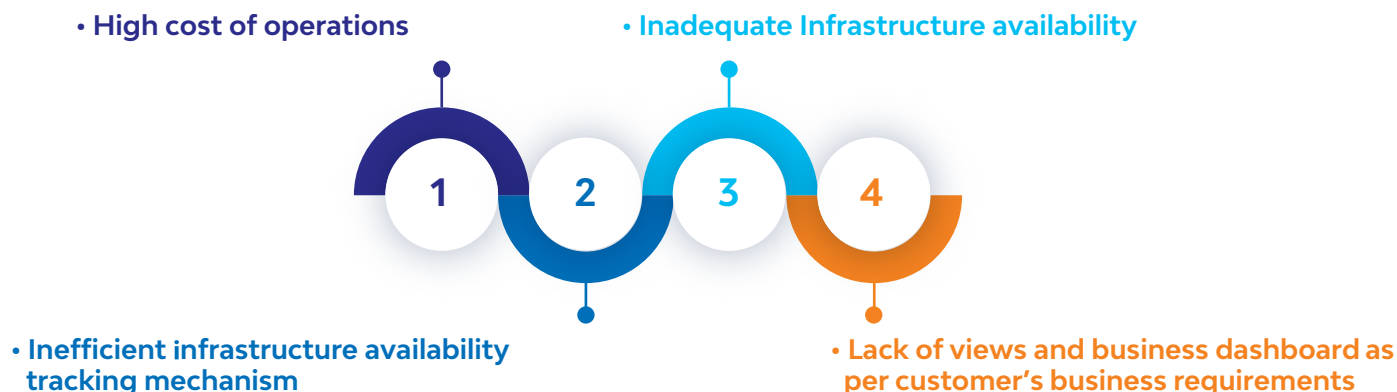 • High cost of operations
• Inadequate Infrastructure availability
1
2
3
4
• Inefficient infrastructure availability
tracking mechanism
• Lack of views and business dashboard as
per customer’s business requirements